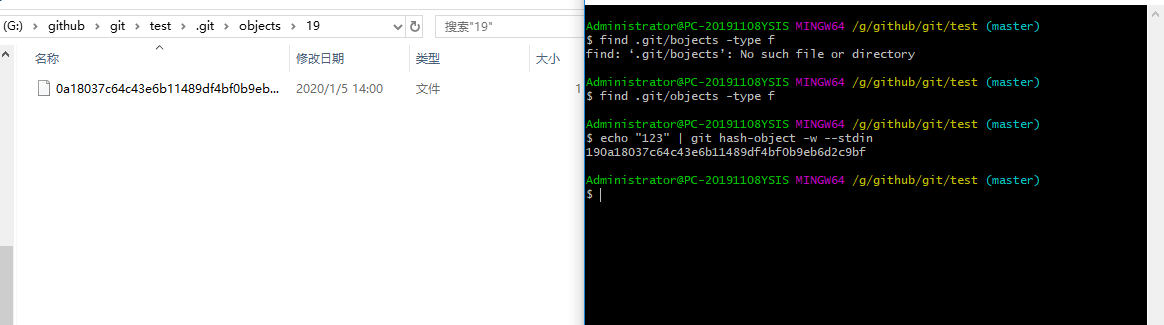 (G:) › github › git › test › .git › objects › 19
搜索"19"
名称 修改日期 类型 大小
0a18037c64c43e6b11489df4bf0b9eb... 2020/1/5 14:00 文件 1
Administrator@PC-20191108YSIS MINGW64 /g/github/git/test (master)
$ find .git/bojects -type f
find: ‘.git/bojects’: No such file or directory
Administrator@PC-20191108YSIS MINGW64 /g/github/git/test (master)
$ find .git/objects -type f
Administrator@PC-20191108YSIS MINGW64 /g/github/git/test (master)
$ echo "123" | git hash-object -w --stdin
190a18037c64c43e6b11489df4bf0b9eb6d2c9bf
Administrator@PC-20191108YSIS MINGW64 /g/github/git/test (master)
$